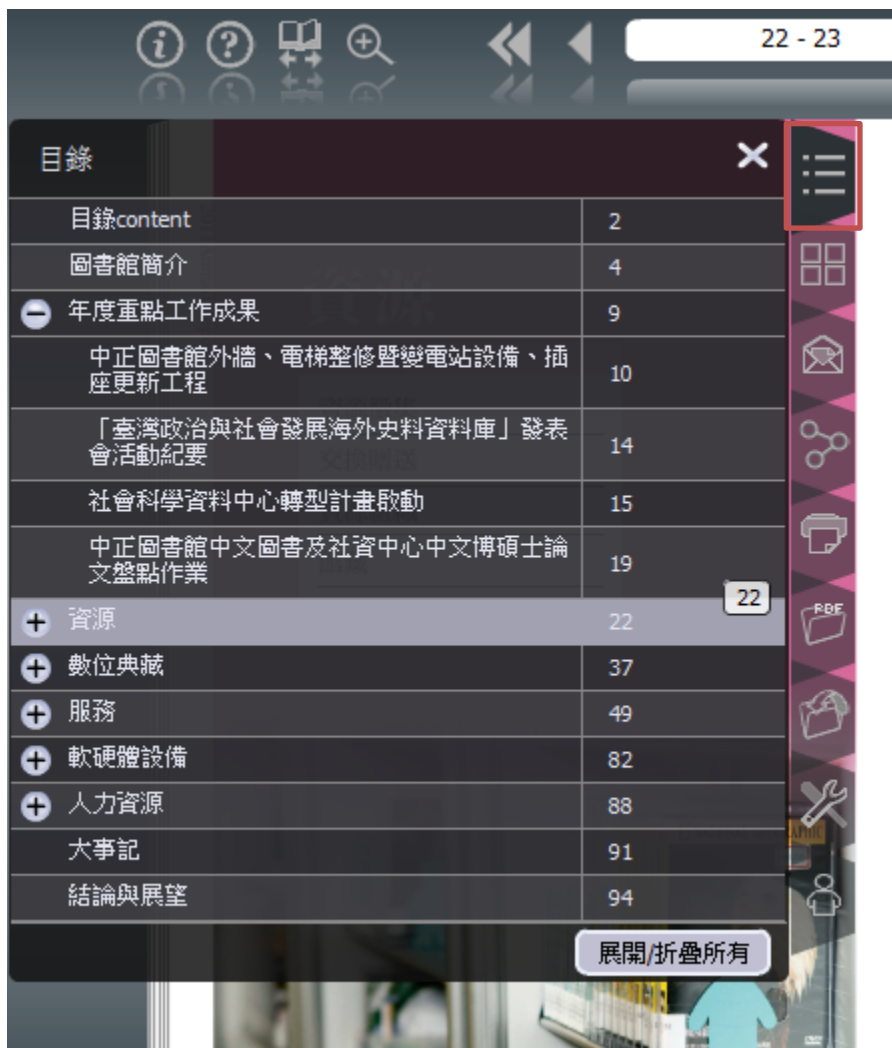 22 - 23
目錄
目錄content 2
圖書館簡介 4
年度重點工作成果 9
中正圖書館外牆、電梯整修暨變電站設備、插
座更新工程 10
「臺灣政治與社會發展海外史料資料庫」發表
會活動紀要 14
社會科學資料中心轉型計畫啟動 15
中正圖書館中文圖書及社資中心中文博碩士論
文盤點作業 19
22
資源 22
數位典藏 37
服務 49
軟硬體設備 82
人力資源 88
大事記 91
結論與展望 94
展開/折疊所有
PDF